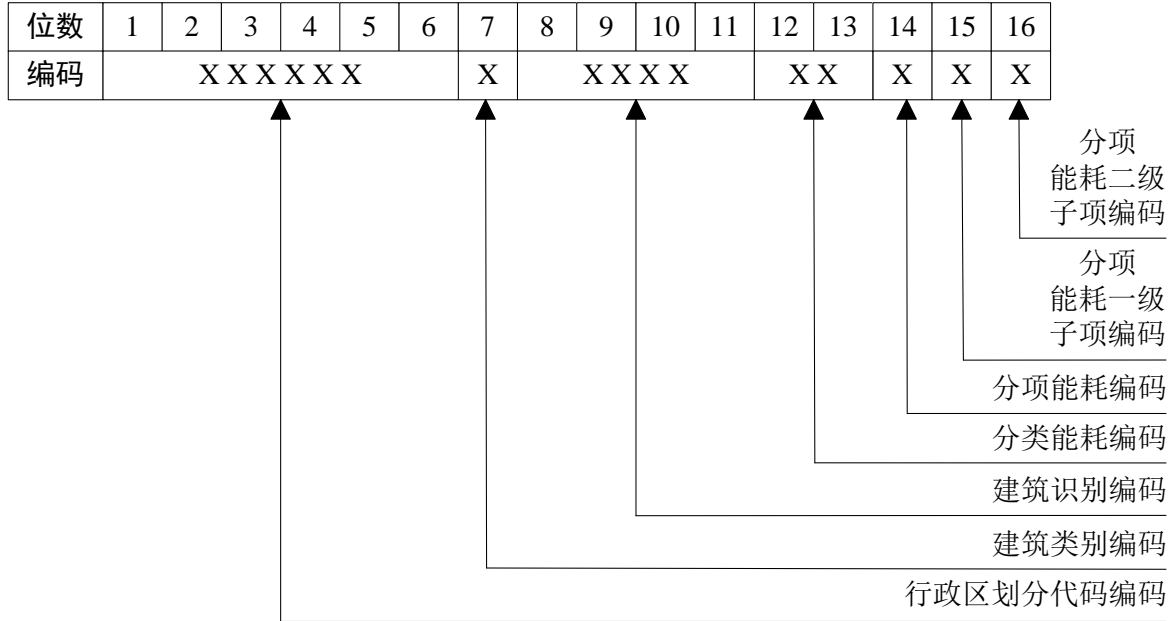 位数 1 2 3 4 5 6 7 8 9 10 11 12 13 14 15 16
编码 X X X X X X X X X X X X X X X X
分项
能耗二级
子项编码
分项
能耗一级
子项编码
分项能耗编码
分类能耗编码
建筑识别编码
建筑类别编码
行政区划分代码编码